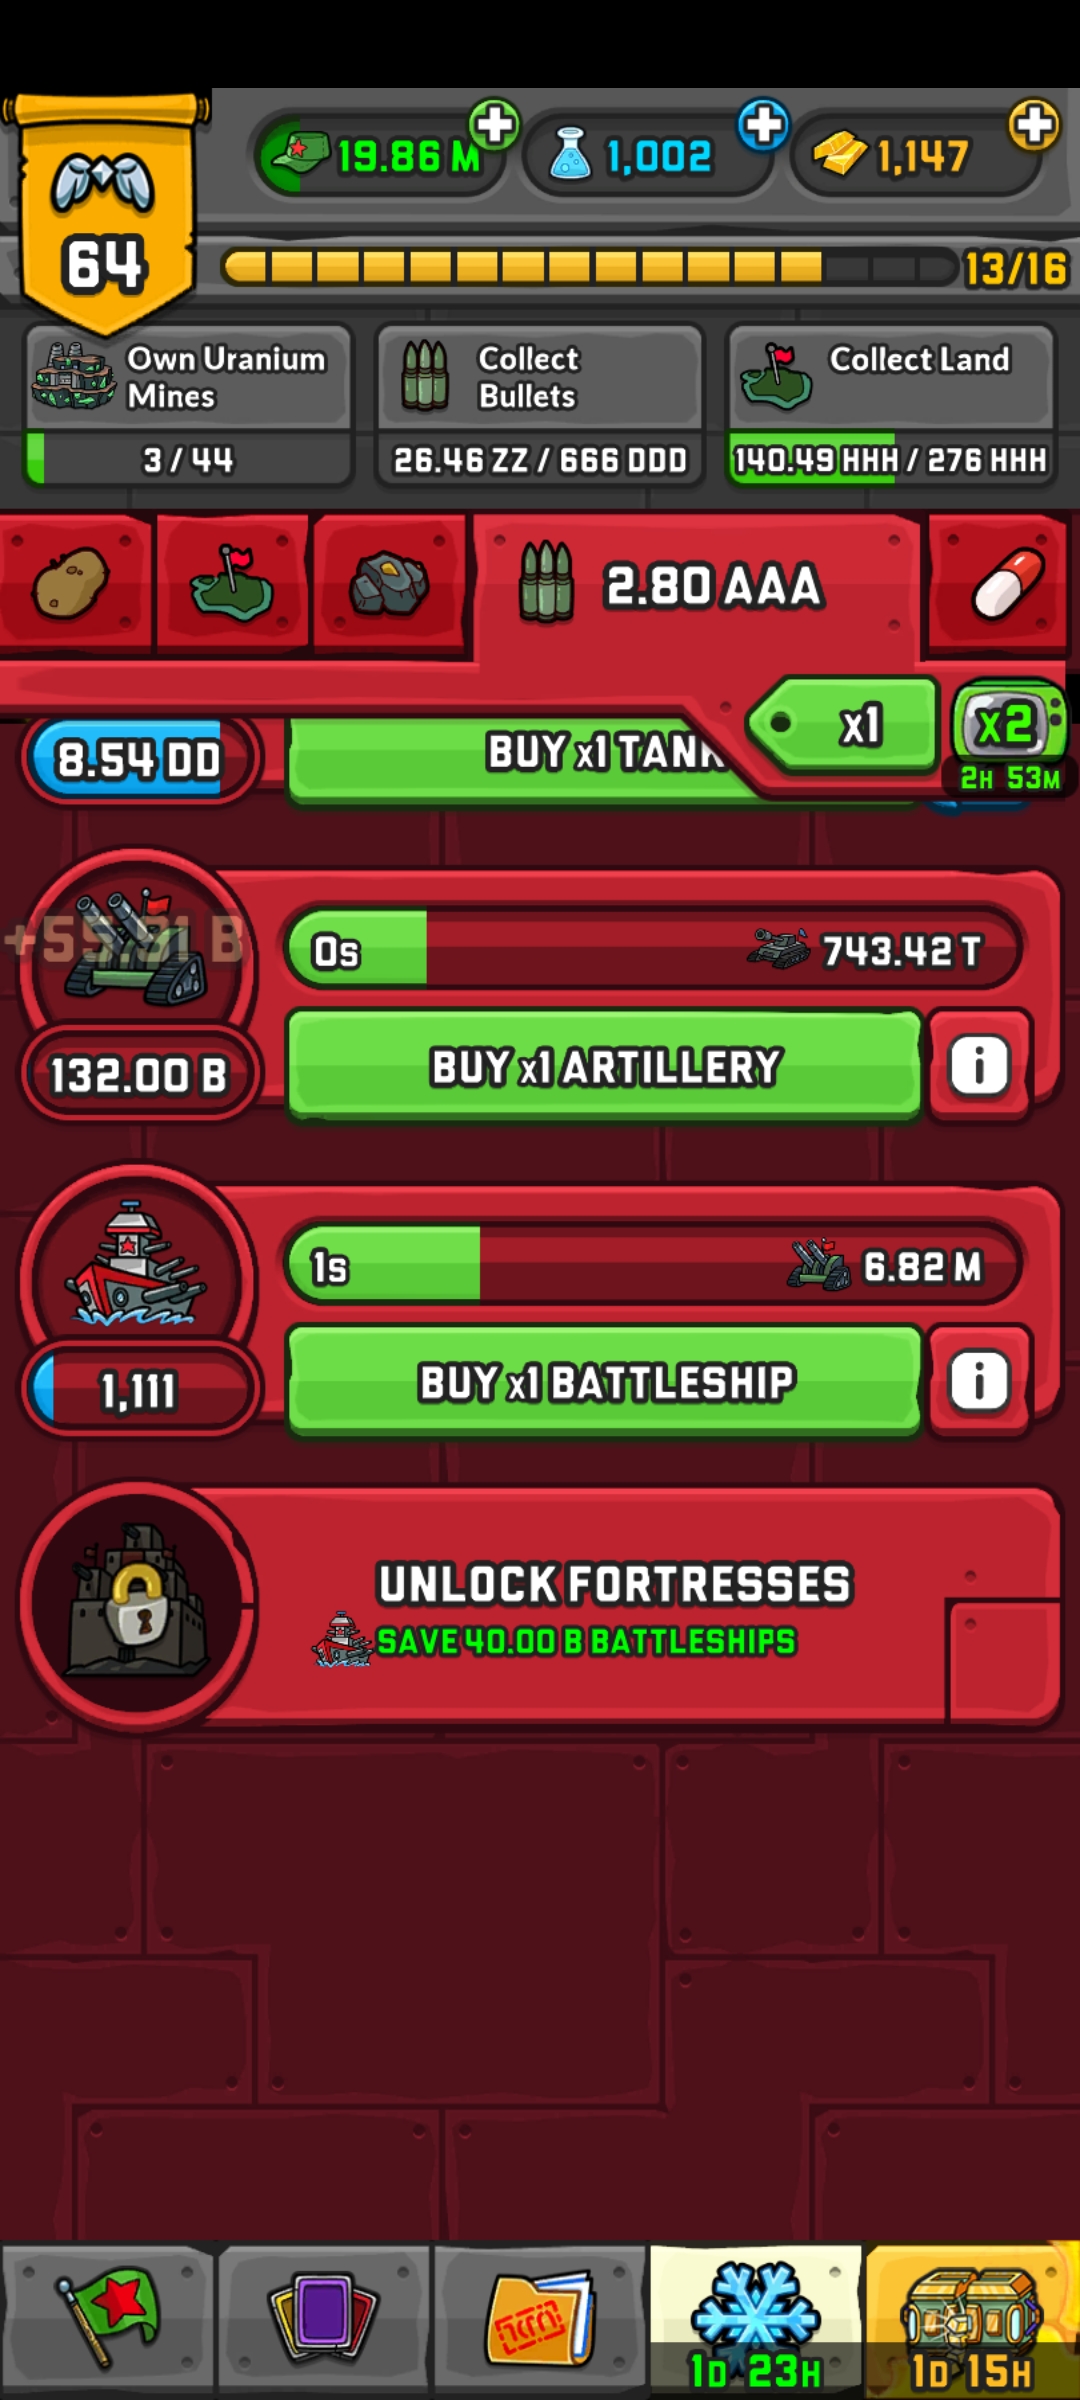 64
19.86 M
1,002
1,147
13/16
Own Uranium
Mines
3 / 44
Collect
Bullets
26.46 ZZ / 666 DDD
Collect Land
140.49 HHH / 276 HHH
2.80 AAA
x1
x2
2H 53M
8.54 DD
BUY x1 TANK
0s
743.42 T
132.00 B
BUY x1 ARTILLERY
i
1s
6.82 M
1,111
BUY x1 BATTLESHIP
i
UNLOCK FORTRESSES
SAVE 40.00 B BATTLESHIPS
1D 23H
1D 15H